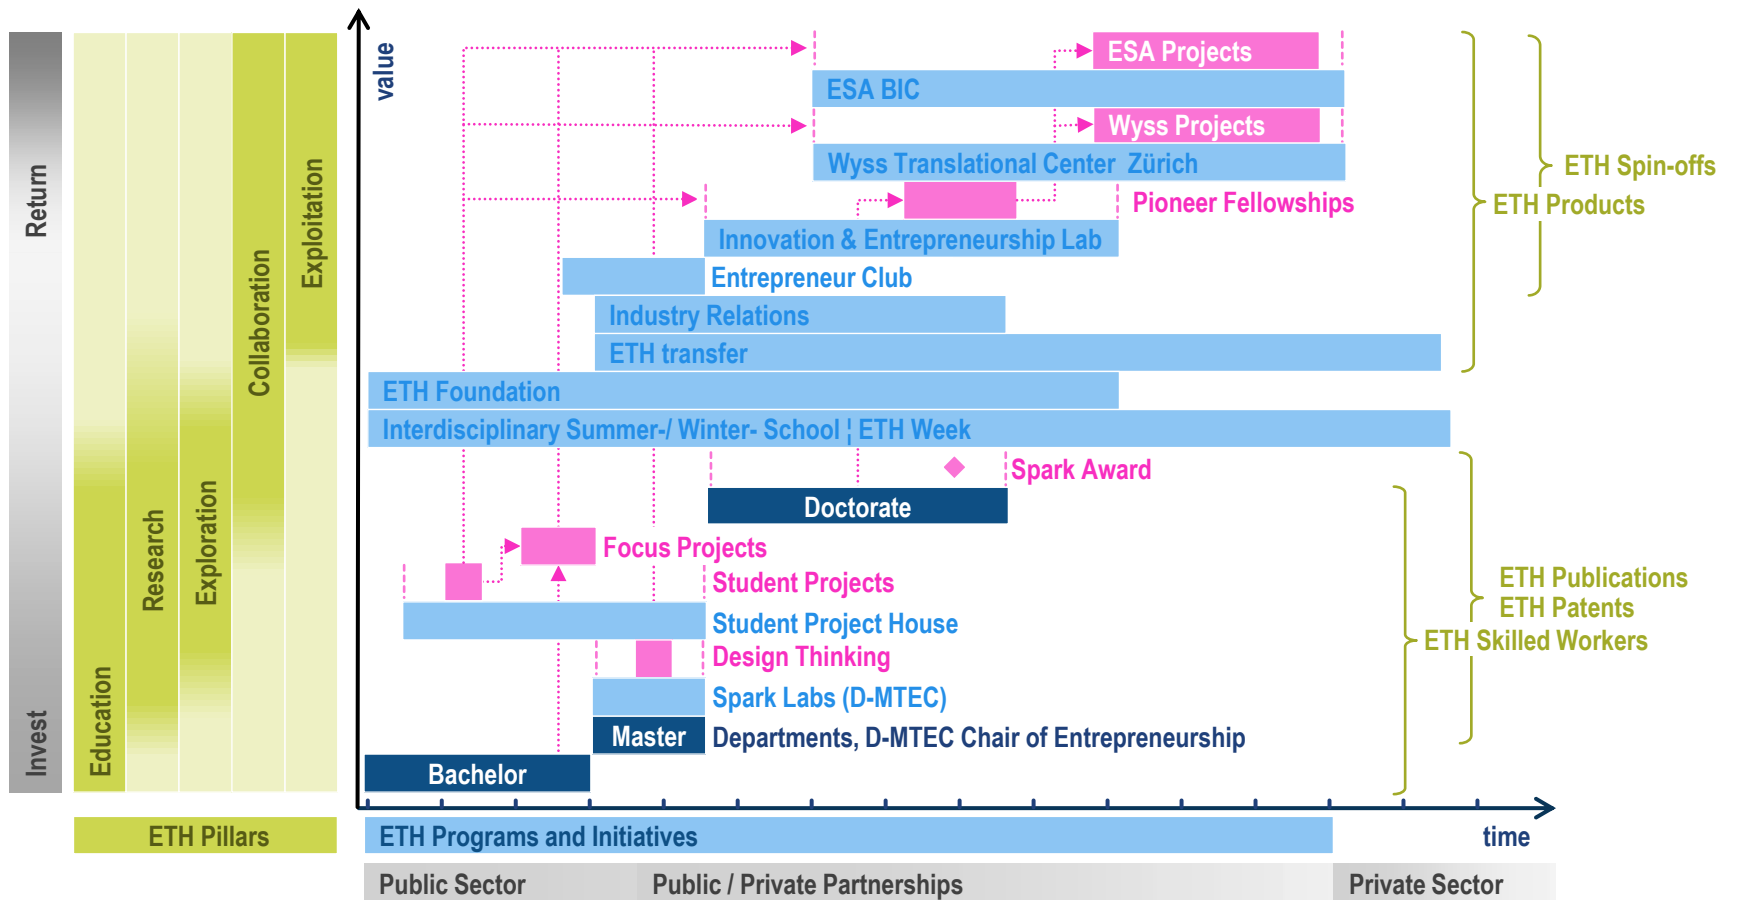 value
ESA Projects
ESA BIC
Wyss Projects
Wyss Translational Center Zürich
ETH Spin-offs
Pioneer Fellowships
ETH Products
Innovation & Entrepreneurship Lab
Entrepreneur Club
Industry Relations
ETH transfer
ETH Foundation
Interdisciplinary Summer-/ Winter- School ¦ ETH Week
Spark Award
Doctorate
Focus Projects
Student Projects
ETH Publications
ETH Patents
Student Project House
ETH Skilled Workers
Design Thinking
Spark Labs (D-MTEC)
Master
Departments, D-MTEC Chair of Entrepreneurship
Bachelor
Return
Invest
Education
Research
Exploration
Collaboration
Exploitation
ETH Pillars
ETH Programs and Initiatives
time
Public Sector
Public / Private Partnerships
Private Sector